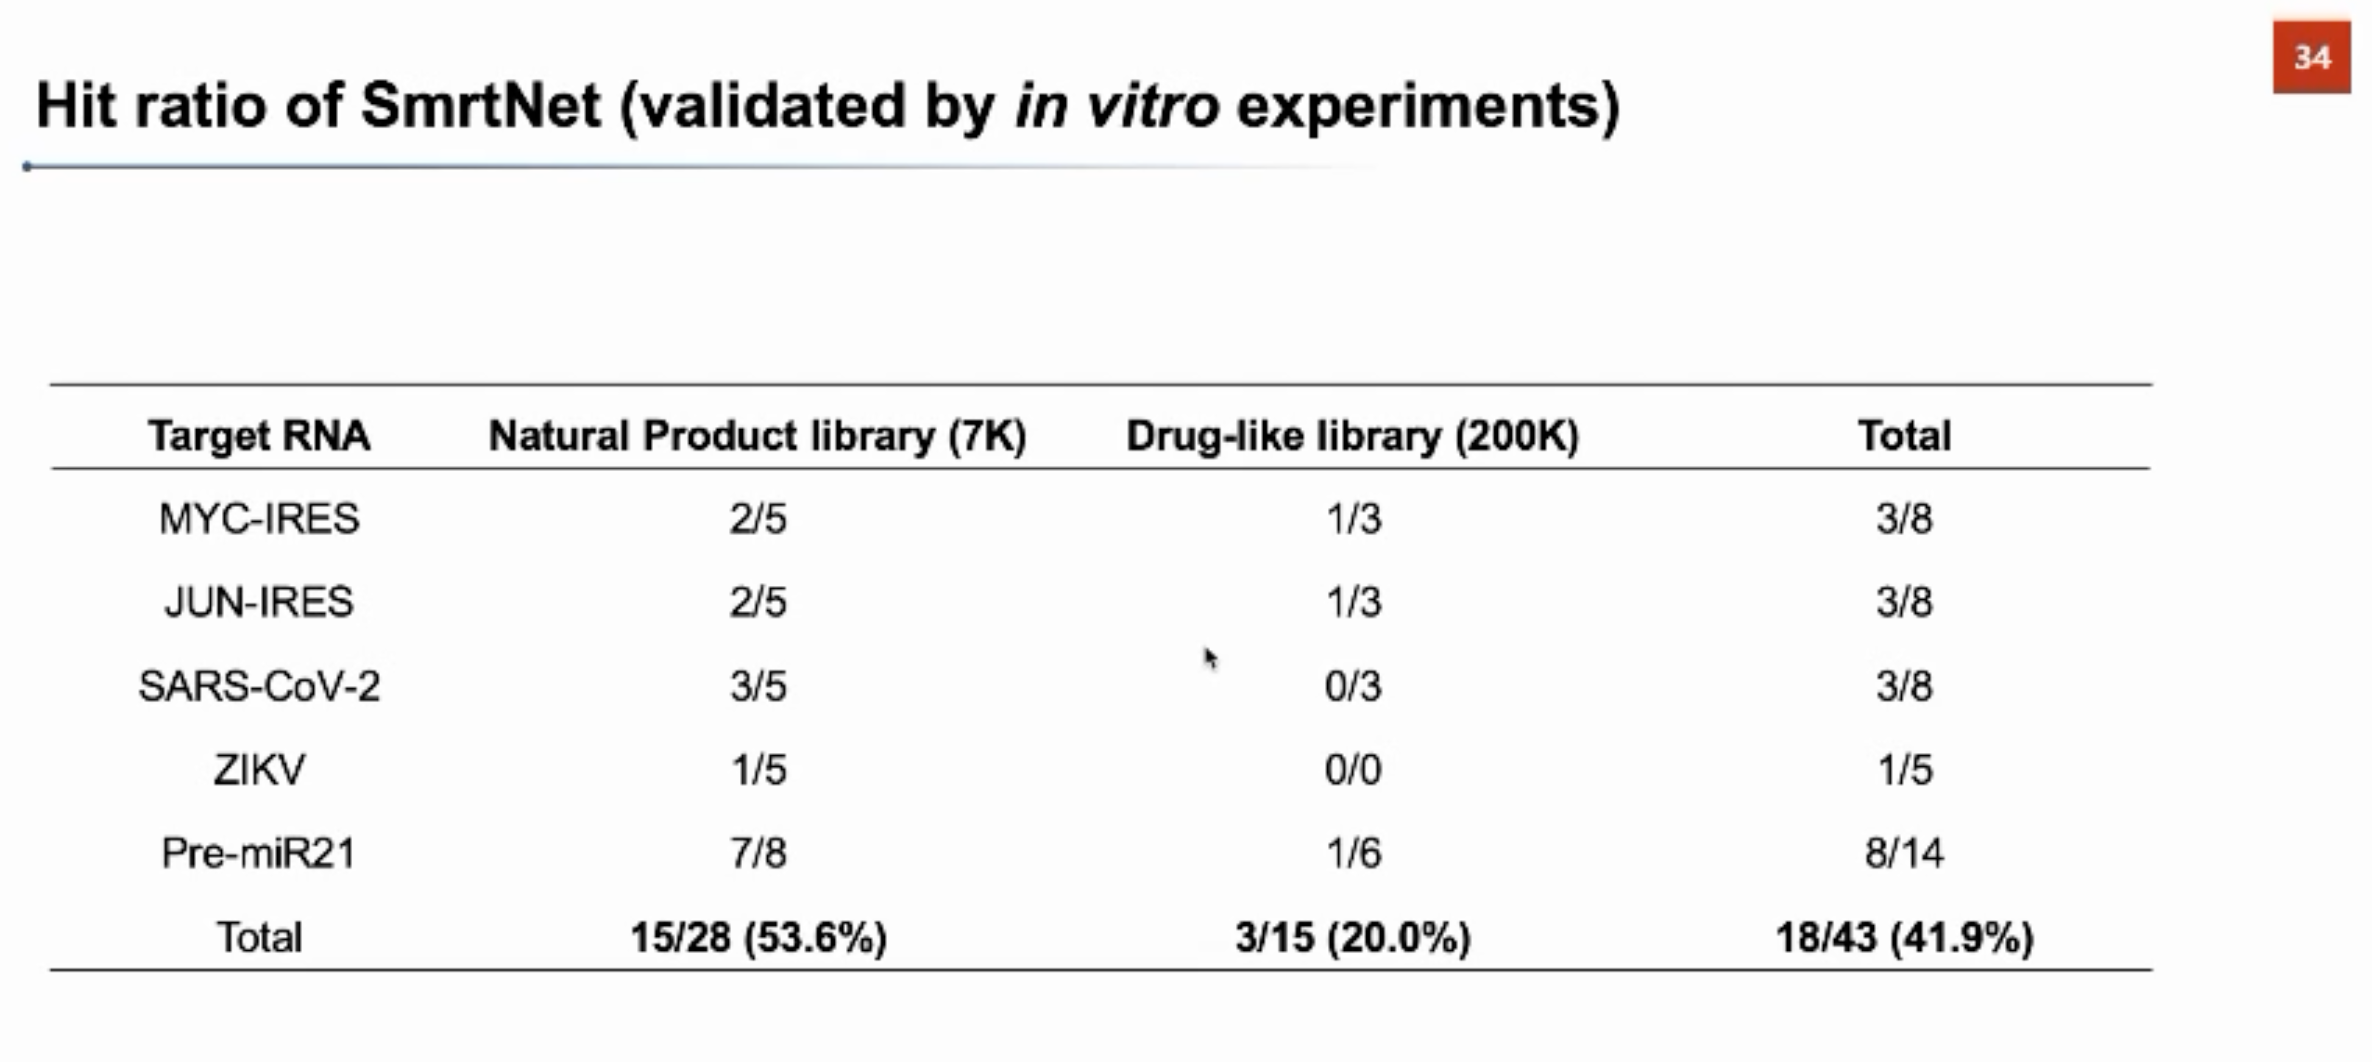 34
Hit ratio of SmrtNet (validated by in vitro experiments)
Target RNA Natural Product library (7K) Drug-like library (200K) Total
MYC-IRES 2/5 1/3 3/8
JUN-IRES 2/5 1/3 3/8
SARS-CoV-2 3/5 0/3 3/8
ZIKV 1/5 0/0 1/5
Pre-miR21 7/8 1/6 8/14
Total 15/28 (53.6%) 3/15 (20.0%) 18/43 (41.9%)